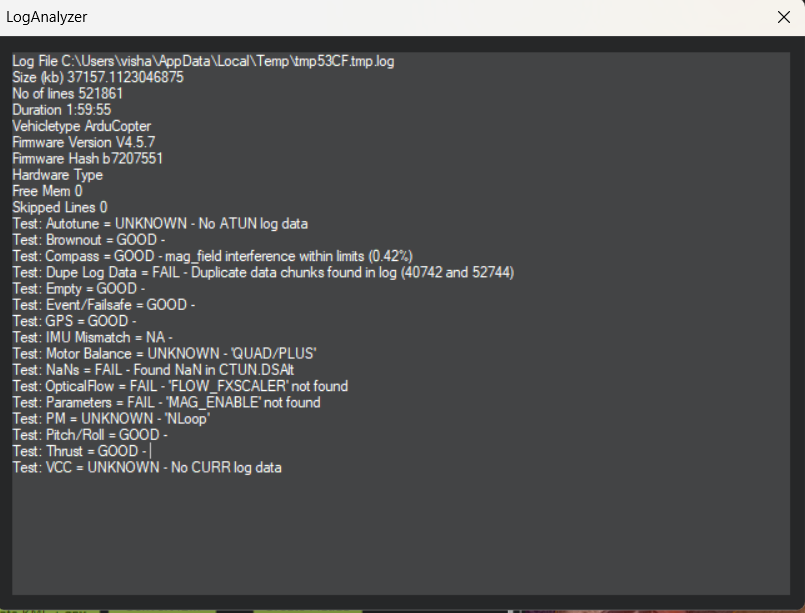 LogAnalyzer
Log File C:\Users\visha\AppData\Local\Temp\tmp53CF.tmp.log
Size (kb) 37157.1123046875
No of lines 521861
Duration 1:59:55
Vehicletype ArduCopter
Firmware Version V4.5.7
Firmware Hash b7207551
Hardware Type
Free Mem 0
Skipped Lines 0
Test: Autotune = UNKNOWN - No ATUN log data
Test: Brownout = GOOD -
Test: Compass = GOOD - mag_field interference within limits (0.42%)
Test: Dupe Log Data = FAIL - Duplicate data chunks found in log (40742 and 52744)
Test: Empty = GOOD -
Test: Event/Failsafe = GOOD -
Test: GPS = GOOD -
Test: IMU Mismatch = NA -
Test: Motor Balance = UNKNOWN - 'QUAD/PLUS'
Test: NaNs = FAIL - Found NaN in CTUN.DSAlt
Test: OpticalFlow = FAIL - 'FLOW_FXSCALER' not found
Test: Parameters = FAIL - 'MAG_ENABLE' not found
Test: PM = UNKNOWN - 'NLoop'
Test: Pitch/Roll = GOOD -
Test: Thrust = GOOD -
Test: VCC = UNKNOWN - No CURR log data